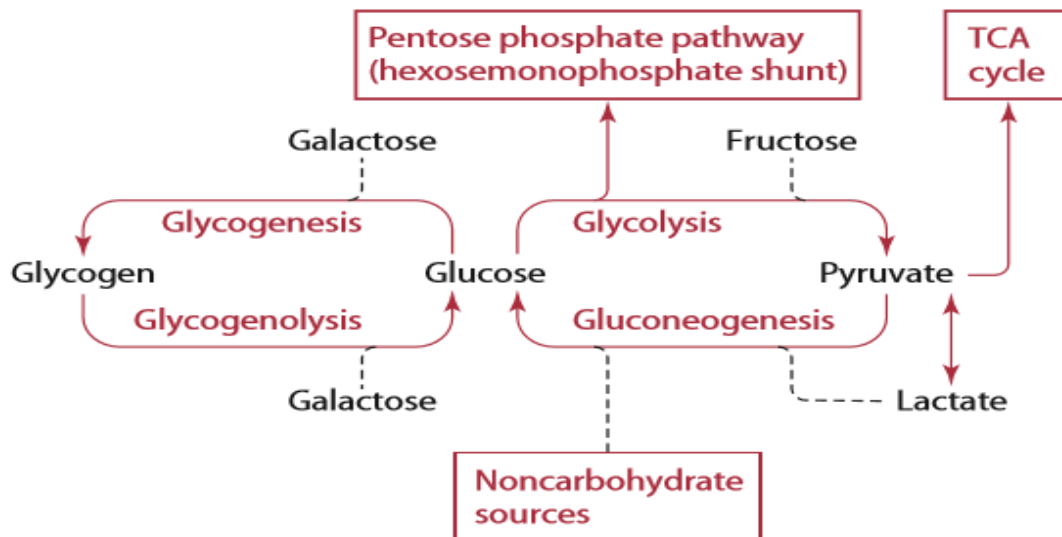 Pentose phosphate pathway
(hexosemonophosphate shunt)
TCA
cycle
Galactose
Fructose
Glycogenesis
Glycolysis
Glycogen
Glucose
Pyruvate
Glycogenolysis
Gluconeogenesis
Galactose
Lactate
Noncarbohydrate
sources